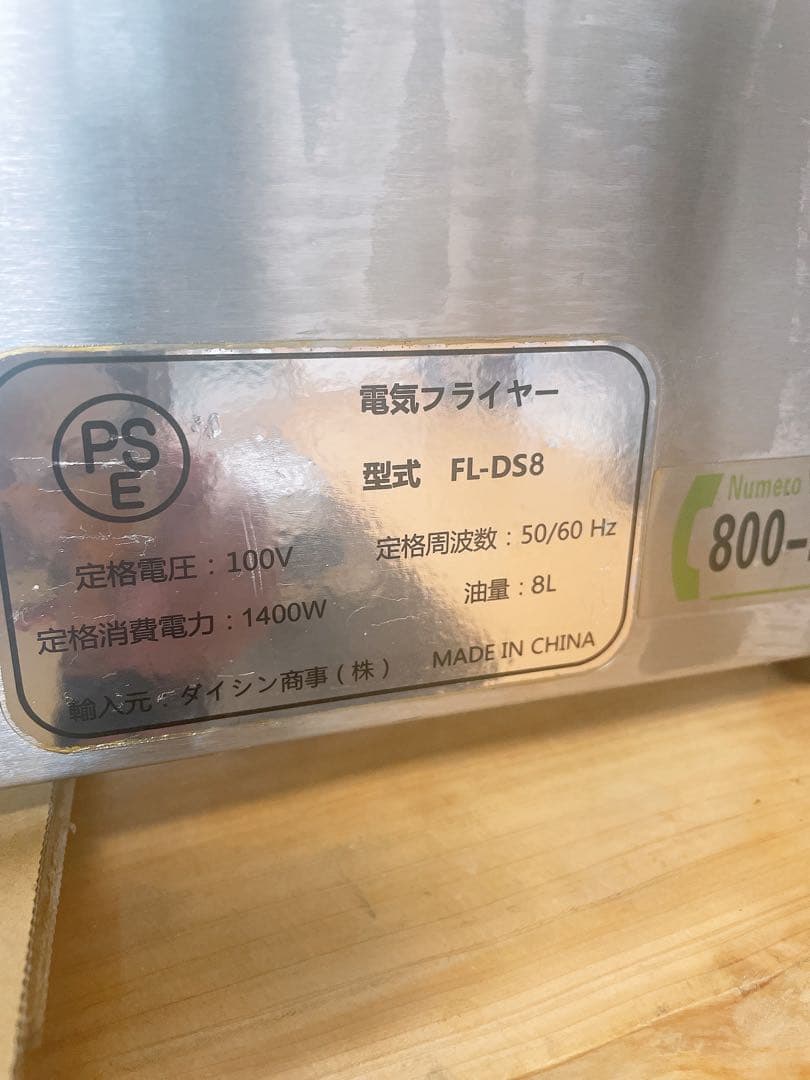 PS
E
電気フライヤー
型式 FL-DS8
定格電圧：100V
定格周波数：50/60 Hz
定格消費電力：1400W
油量：8L
輸入元：ダイシン商事（株）
MADE IN CHINA
Numero
800-